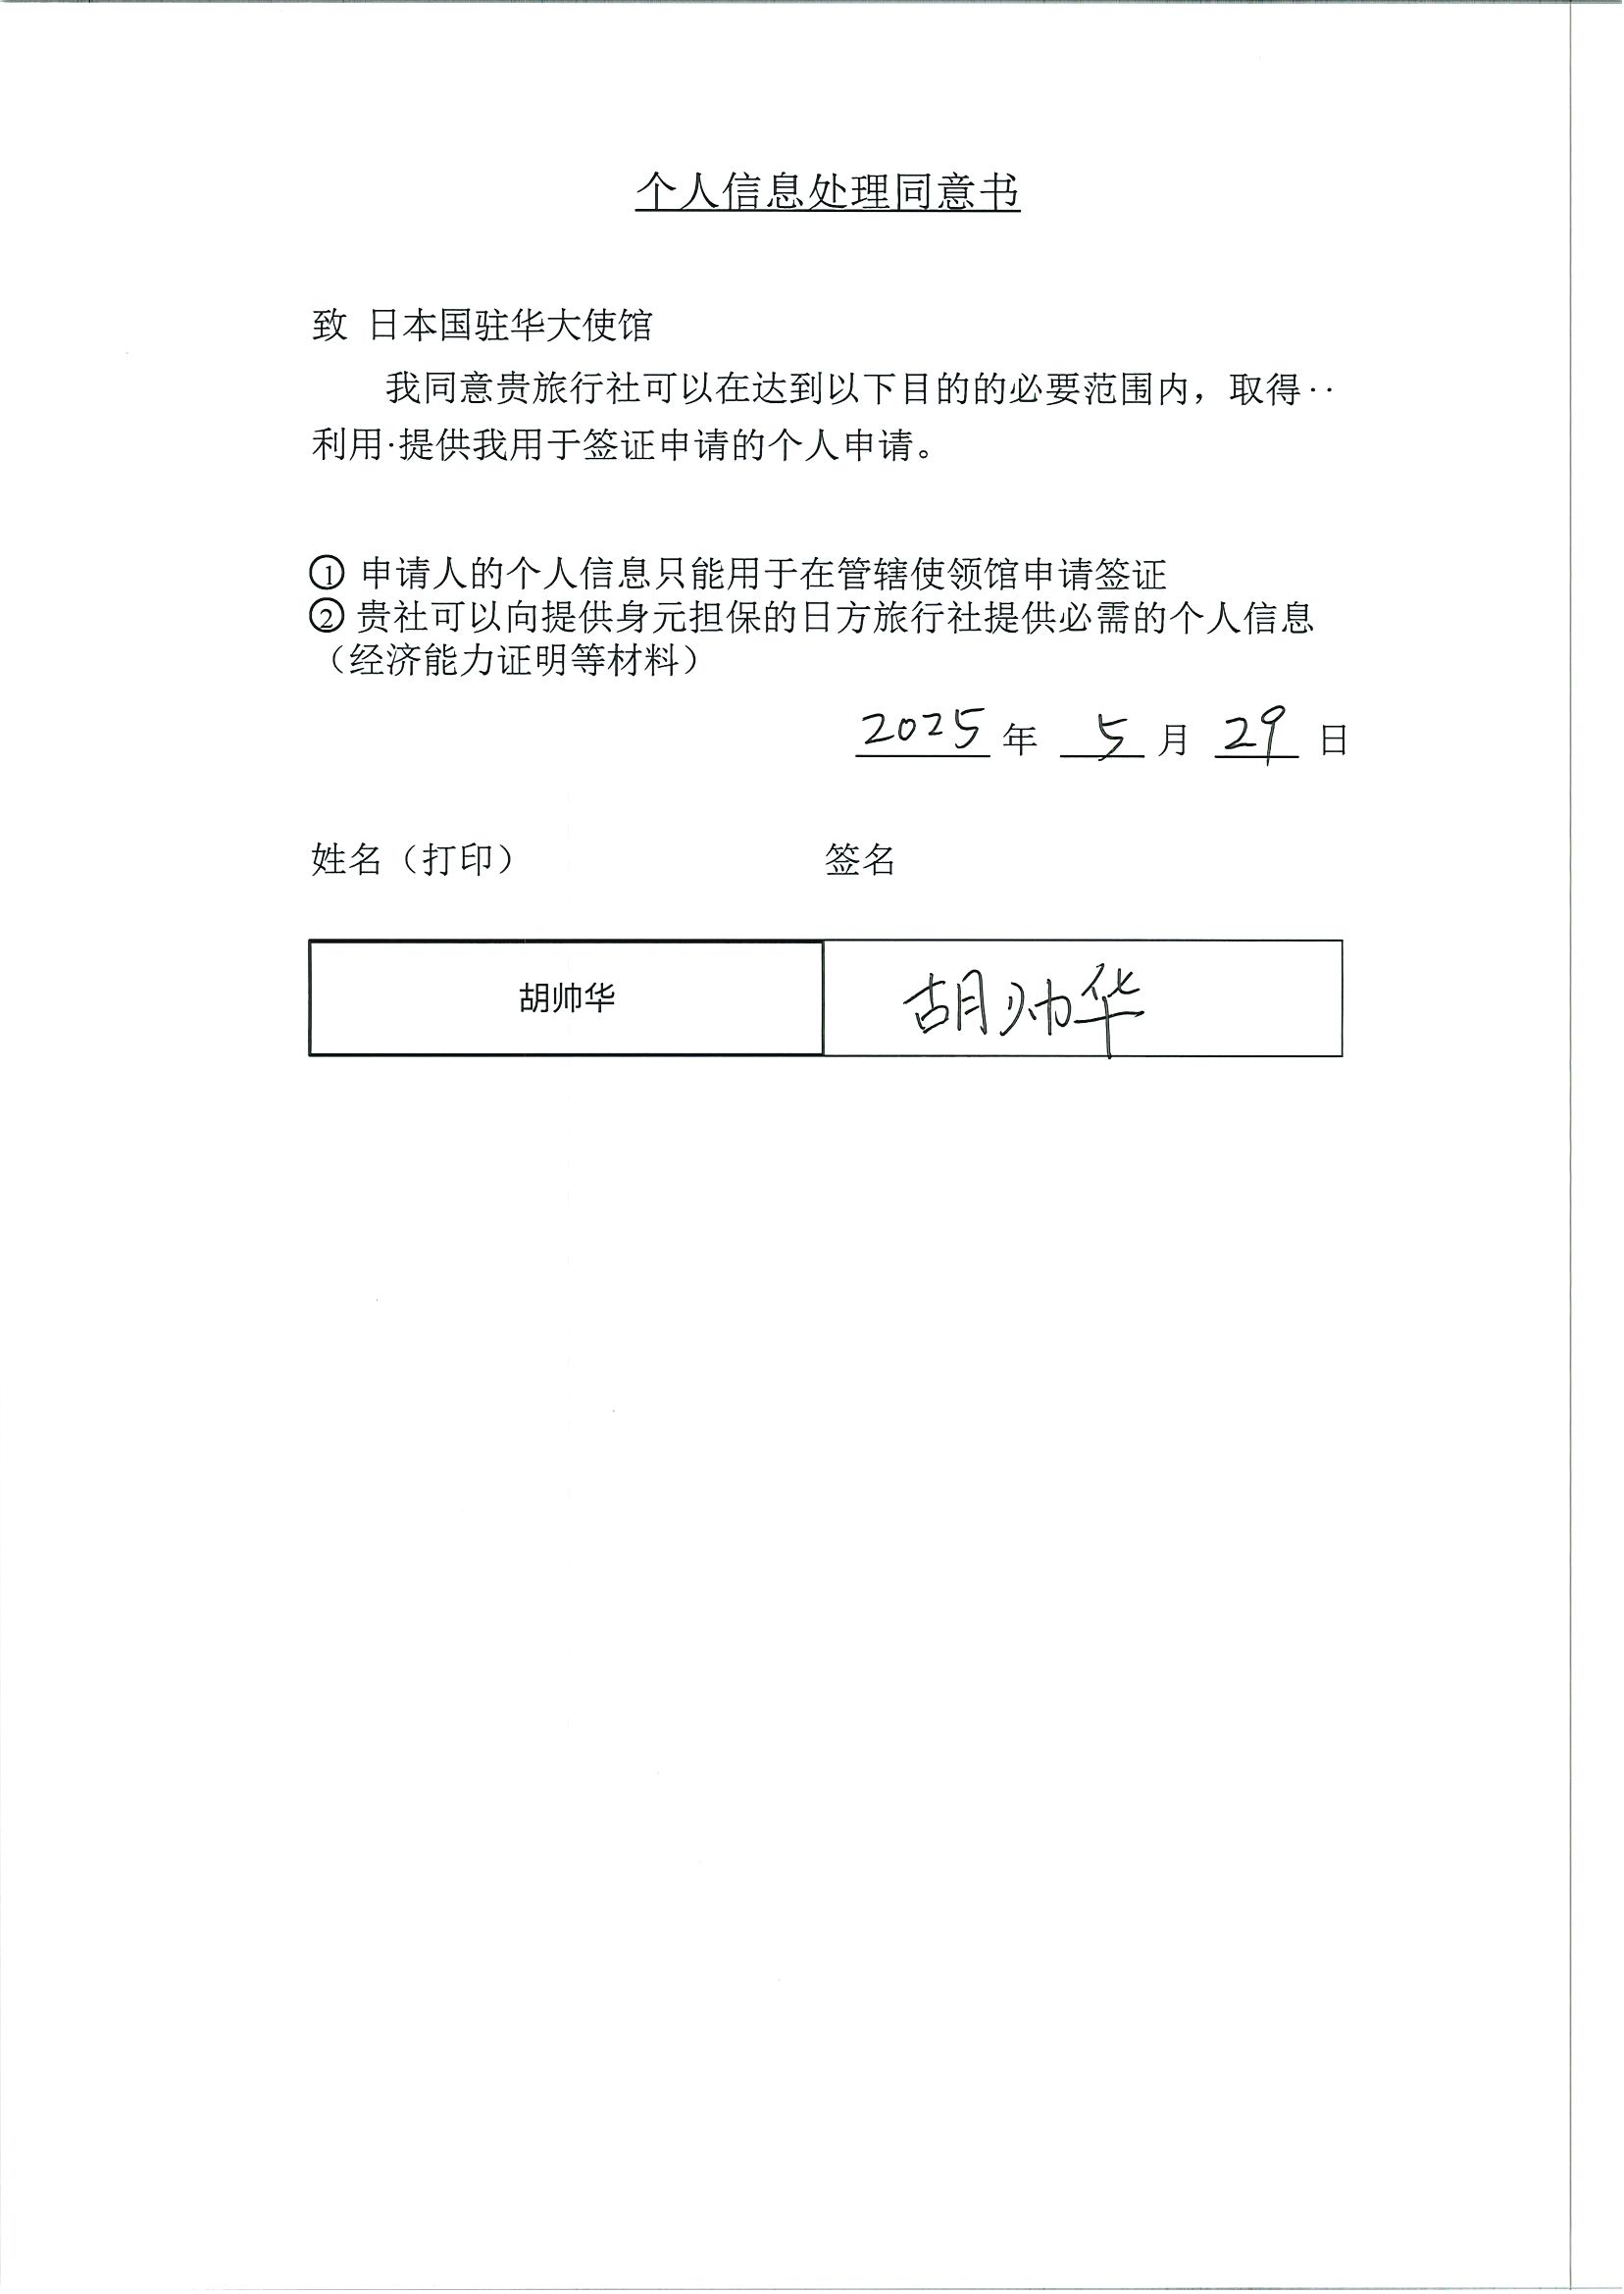 个人信息处理同意书
致 日本国驻华大使馆
我同意贵旅行社可以在达到以下目的的必要范围内，取得··
利用·提供我用于签证申请的个人申请。
① 申请人的个人信息只能用于在管辖使领馆申请签证
② 贵社可以向提供身元担保的日方旅行社提供必需的个人信息
（经济能力证明等材料）
2025 年 5 月 29 日
姓名（打印） 签名
胡帅华 胡帅华